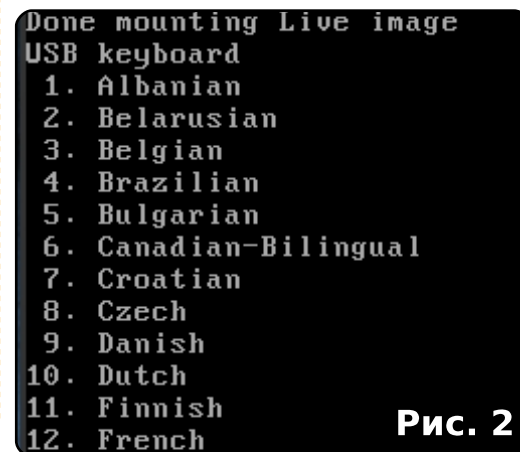 Done mounting Live image
USB keyboard
1. Albanian
2. Belarusian
3. Belgian
4. Brazilian
5. Bulgarian
6. Canadian-Bilingual
7. Croatian
8. Czech
9. Danish
10. Dutch
11. Finnish
12. French
Рис. 2